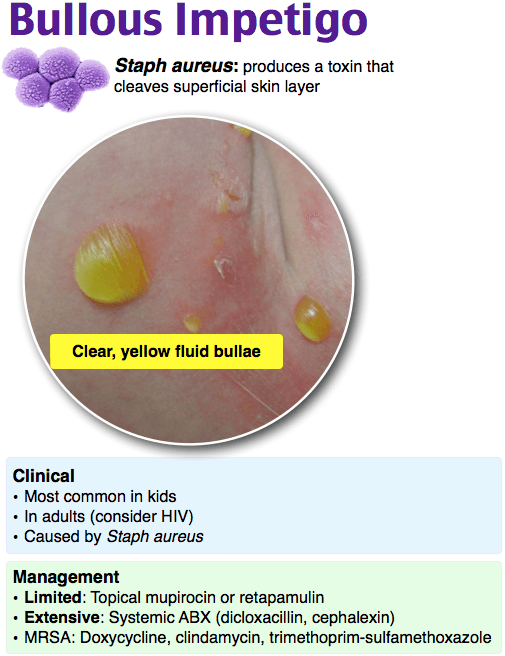 Bullous Impetigo
Staph aureus: produces a toxin that
cleaves superficial skin layer
Clear, yellow fluid bullae
Clinical
• Most common in kids
• In adults (consider HIV)
• Caused by Staph aureus
Management
• Limited: Topical mupirocin or retapamulin
• Extensive: Systemic ABX (dicloxacillin, cephalexin)
• MRSA: Doxycycline, clindamycin, trimethoprim-sulfamethoxazole